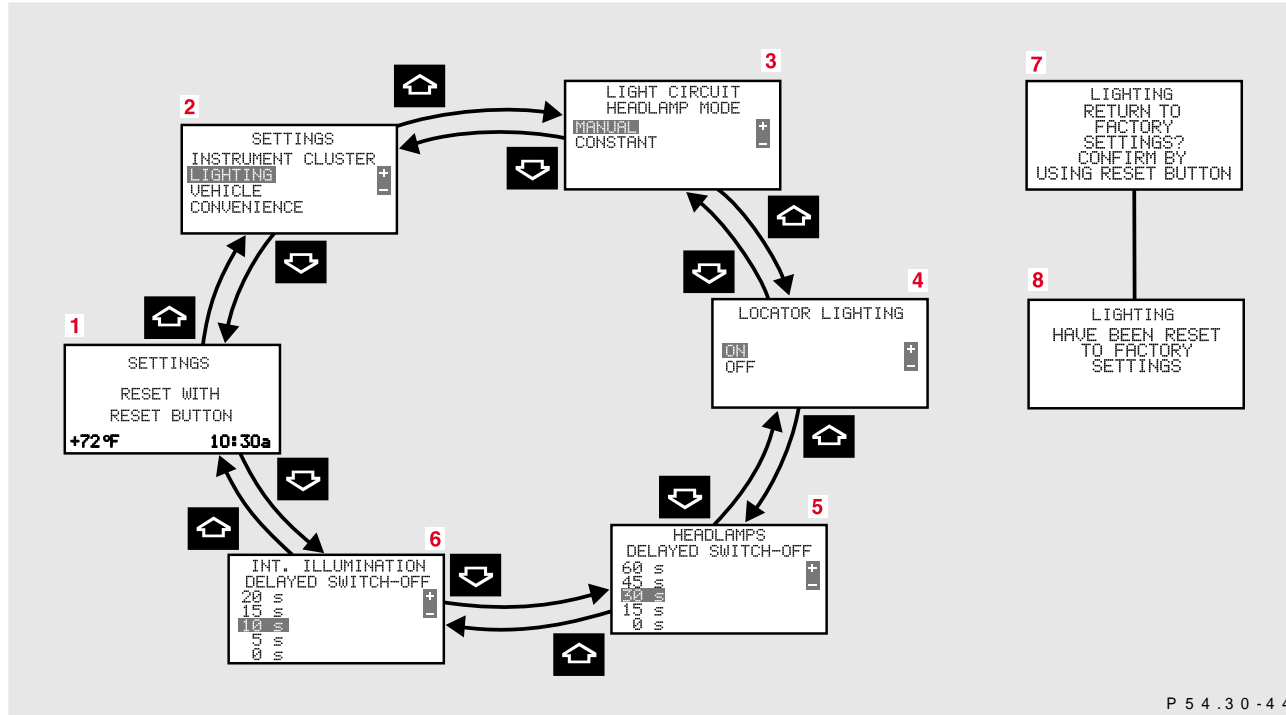 1
SETTINGS
RESET WITH
RESET BUTTON
+72°F 10:30a
2
SETTINGS
INSTRUMENT CLUSTER
LIGHTING +
VEHICLE –
CONVENIENCE
3
LIGHT CIRCUIT
HEADLAMP MODE
MANUAL +
CONSTANT –
4
LOCATOR LIGHTING
ON +
OFF –
5
HEADLAMPS
DELAYED SWITCH-OFF
60 s +
45 s –
30 s
15 s
0 s
6
INT. ILLUMINATION
DELAYED SWITCH-OFF
20 s +
15 s –
10 s
5 s
0 s
7
LIGHTING
RETURN TO
FACTORY
SETTINGS?
CONFIRM BY
USING RESET BUTTON
8
LIGHTING
HAVE BEEN RESET
TO FACTORY
SETTINGS
P54.30-44